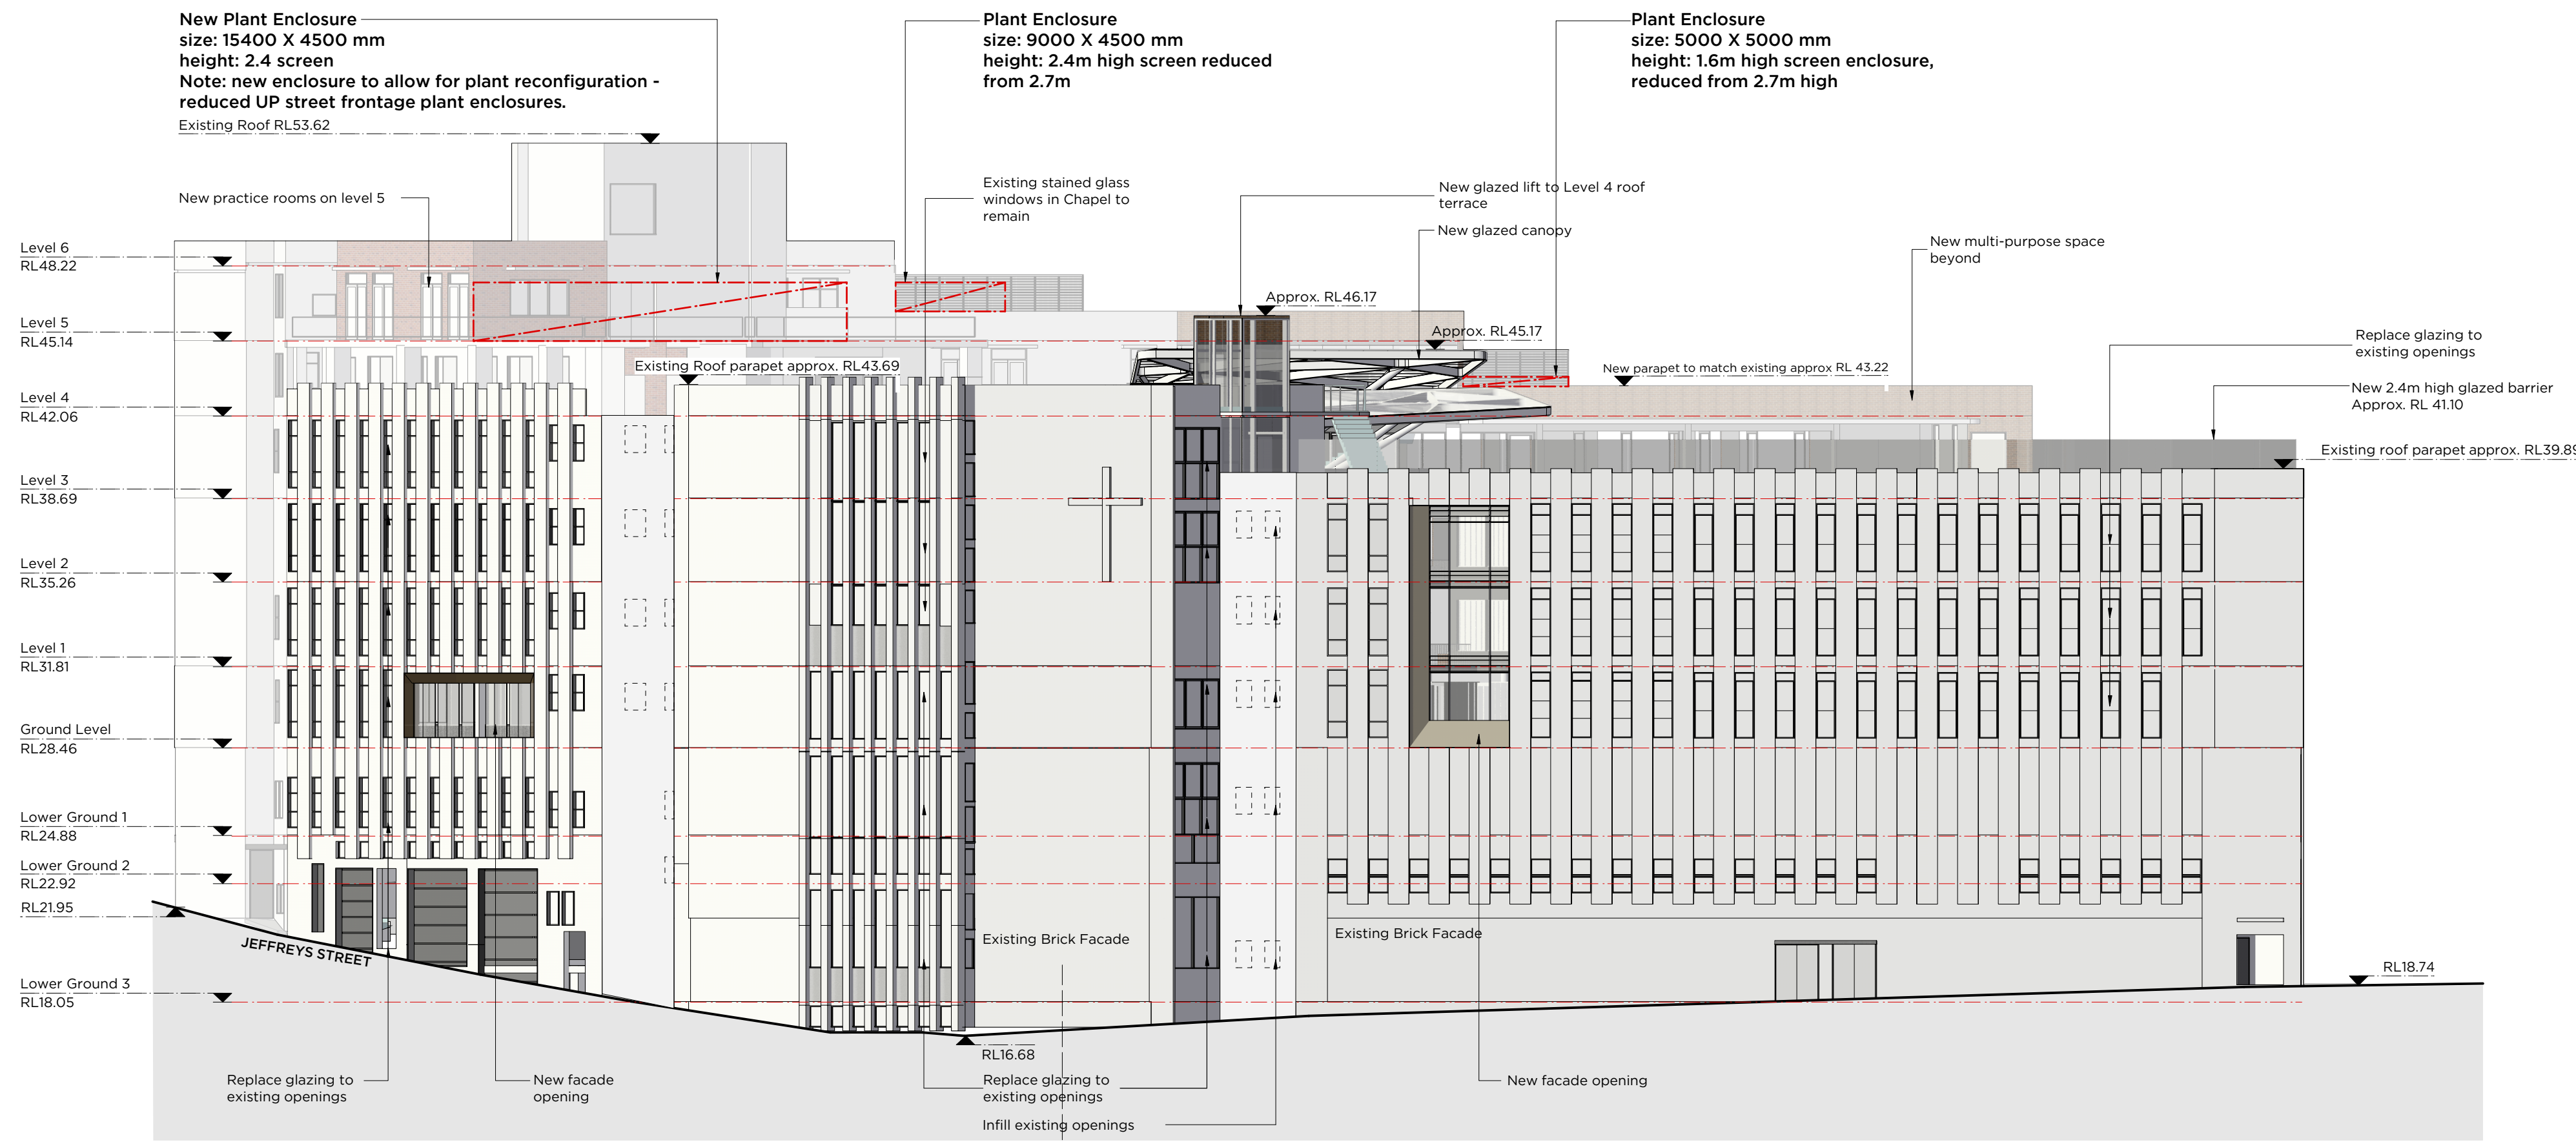 New Plant Enclosure
size: 15400 X 4500 mm
height: 2.4 screen
Note: new enclosure to allow for plant reconfiguration -
reduced UP street frontage plant enclosures.
Plant Enclosure
size: 9000 X 4500 mm
height: 2.4m high screen reduced
from 2.7m
Plant Enclosure
size: 5000 X 5000 mm
height: 1.6m high screen enclosure,
reduced from 2.7m high
Existing Roof RL53.62
New practice rooms on level 5
Existing stained glass
windows in Chapel to
remain
New glazed lift to Level 4 roof
terrace
New glazed canopy
New multi-purpose space
beyond
Level 6
RL48.22
Approx. RL46.17
Level 5
RL45.14
Approx. RL45.17
Replace glazing to
existing openings
Existing Roof parapet approx. RL43.69
New parapet to match existing approx RL 43.22
New 2.4m high glazed barrier
Approx. RL 41.10
Level 4
RL42.06
Existing roof parapet approx. RL39.89
Level 3
RL38.69
Level 2
RL35.26
Level 1
RL31.81
Ground Level
RL28.46
Lower Ground 1
RL24.88
Lower Ground 2
RL22.92
RL21.95
JEFFREYS STREET
Existing Brick Facade
Existing Brick Facade
Lower Ground 3
RL18.05
RL18.74
RL16.68
Replace glazing to
existing openings
New facade
opening
Replace glazing to
existing openings
New facade opening
Infill existing openings